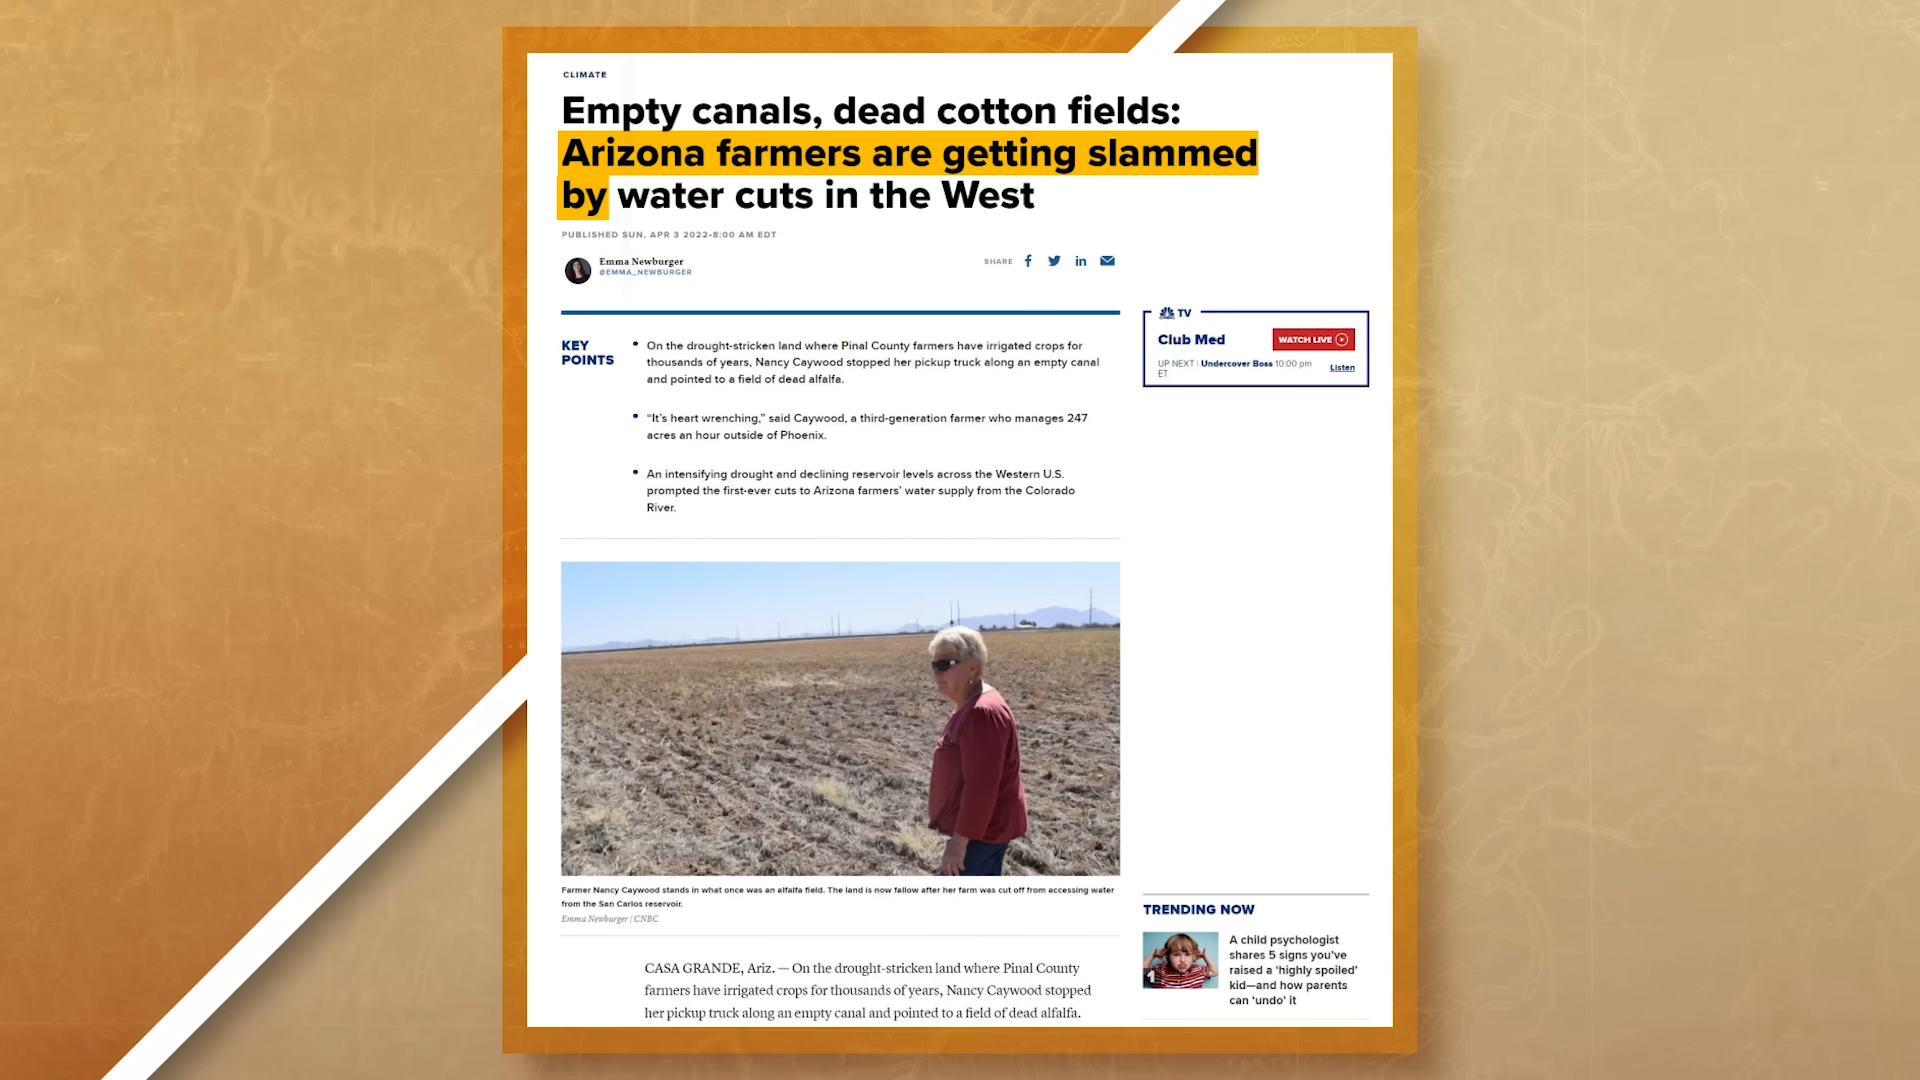 CLIMATE
Empty canals, dead cotton fields:
Arizona farmers are getting slammed
by water cuts in the West
PUBLISHED SUN, APR 3 2022•8:00 AM EDT
Emma Newburger
@EMMA_NEWBURGER
SHARE
KEY
POINTS
On the drought-stricken land where Pinal County farmers have irrigated crops for
thousands of years, Nancy Caywood stopped her pickup truck along an empty canal
and pointed to a field of dead alfalfa.
“It’s heart wrenching,” said Caywood, a third-generation farmer who manages 247
acres an hour outside of Phoenix.
An intensifying drought and declining reservoir levels across the Western U.S.
prompted the first-ever cuts to Arizona farmers’ water supply from the Colorado
River.
TV
Club Med
WATCH LIVE
UP NEXT | Undercover Boss 10:00 pm
ET
Listen
Farmer Nancy Caywood stands in what once was an alfalfa field. The land is now fallow after her farm was cut off from accessing water
from the San Carlos reservoir.
Emma Newburger | CNBC
CASA GRANDE, Ariz. — On the drought-stricken land where Pinal County
farmers have irrigated crops for thousands of years, Nancy Caywood stopped
her pickup truck along an empty canal and pointed to a field of dead alfalfa.
TRENDING NOW
1
A child psychologist
shares 5 signs you’ve
raised a ‘highly spoiled’
kid—and how parents
can ‘undo’ it